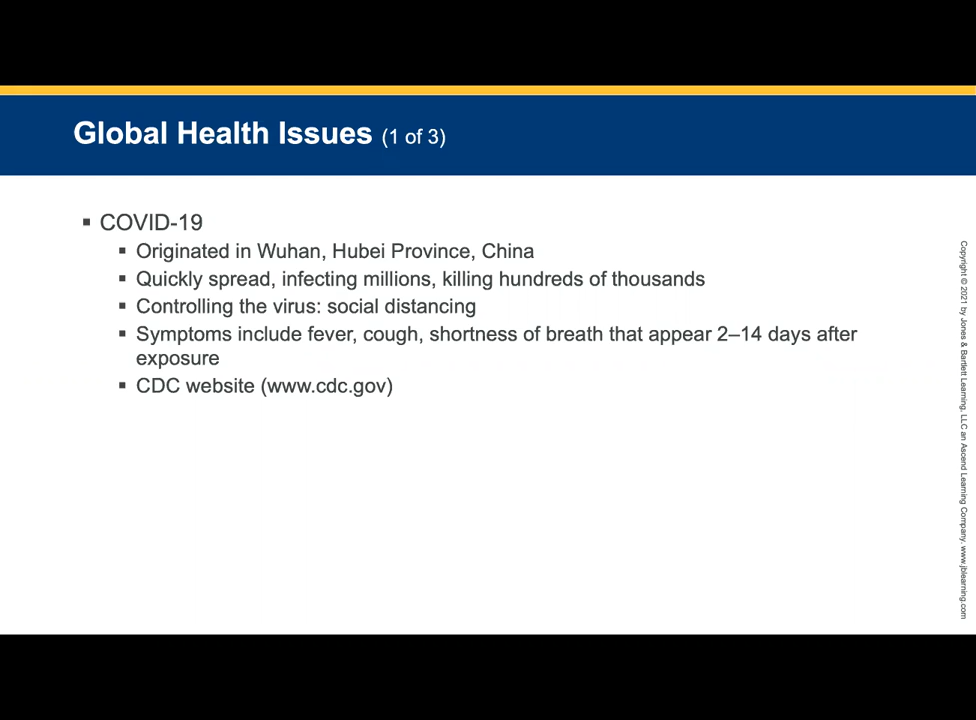 Global Health Issues (1 of 3)
▪ COVID-19
▪ Originated in Wuhan, Hubei Province, China
▪ Quickly spread, infecting millions, killing hundreds of thousands
▪ Controlling the virus: social distancing
▪ Symptoms include fever, cough, shortness of breath that appear 2–14 days after
exposure
▪ CDC website (www.cdc.gov)
Copyright © 2021 by Jones & Bartlett Learning, LLC an Ascend Learning Company. www.jblearning.com